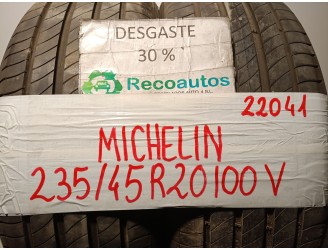 DESGASTE
30 %
Recoautos
22041
MICHELIN
235/45 R20 100 V